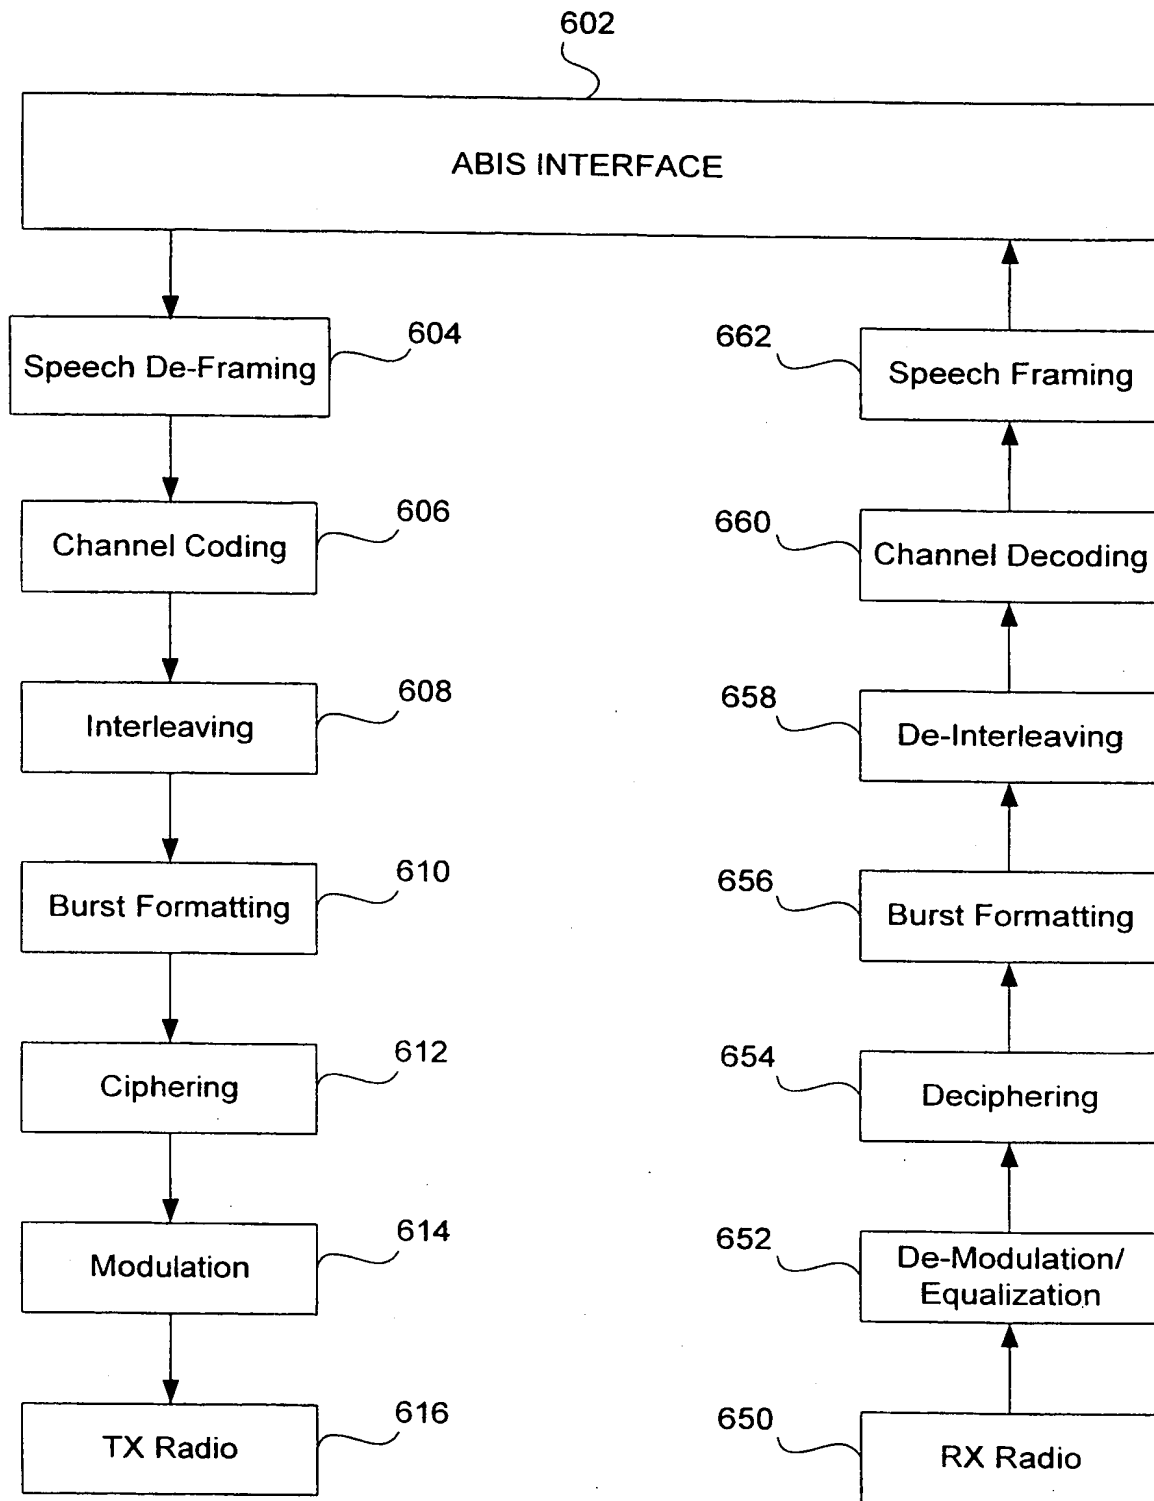 602
ABIS INTERFACE
Speech De-Framing
604
662
Speech Framing
Channel Coding
606
660
Channel Decoding
Interleaving
608
658
De-Interleaving
Burst Formatting
610
656
Burst Formatting
Ciphering
612
654
Deciphering
Modulation
614
652
De-Modulation/
Equalization
TX Radio
616
650
RX Radio